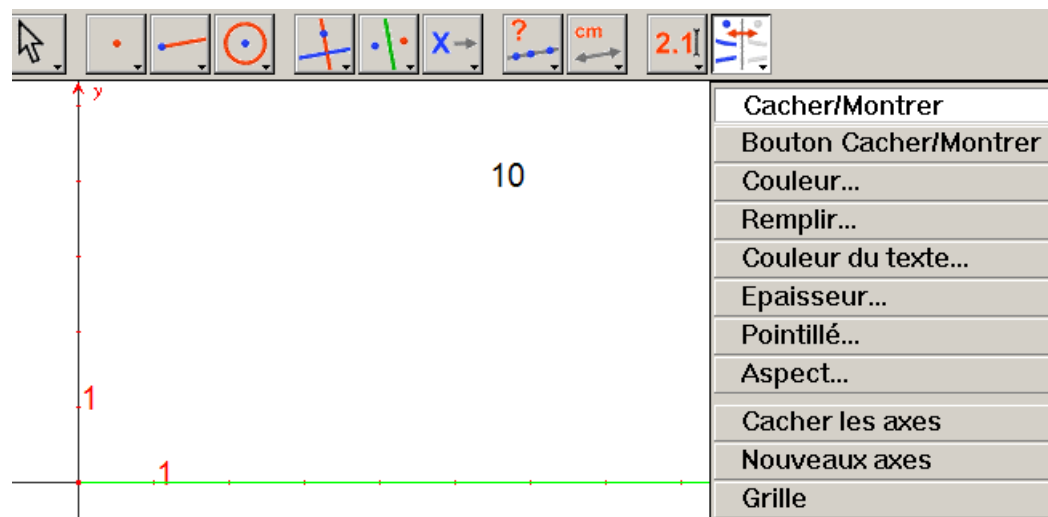 ? cm
X 2.1
y
10
1
1
Cacher/Montrer
Bouton Cacher/Montrer
Couleur...
Remplir...
Couleur du texte...
Epaisseur...
Pointillé...
Aspect...
Cacher les axes
Nouveaux axes
Grille